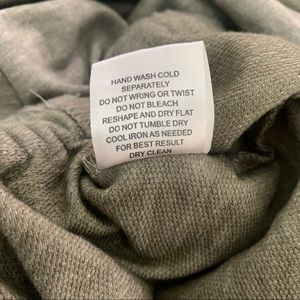 HAND WASH COLD
SEPARATELY
DO NOT WRING OR TWIST
DO NOT BLEACH
RESHAPE AND DRY FLAT
DO NOT TUMBLE DRY
COOL IRON AS NEEDED
FOR BEST RESULT
DRY CLEAN